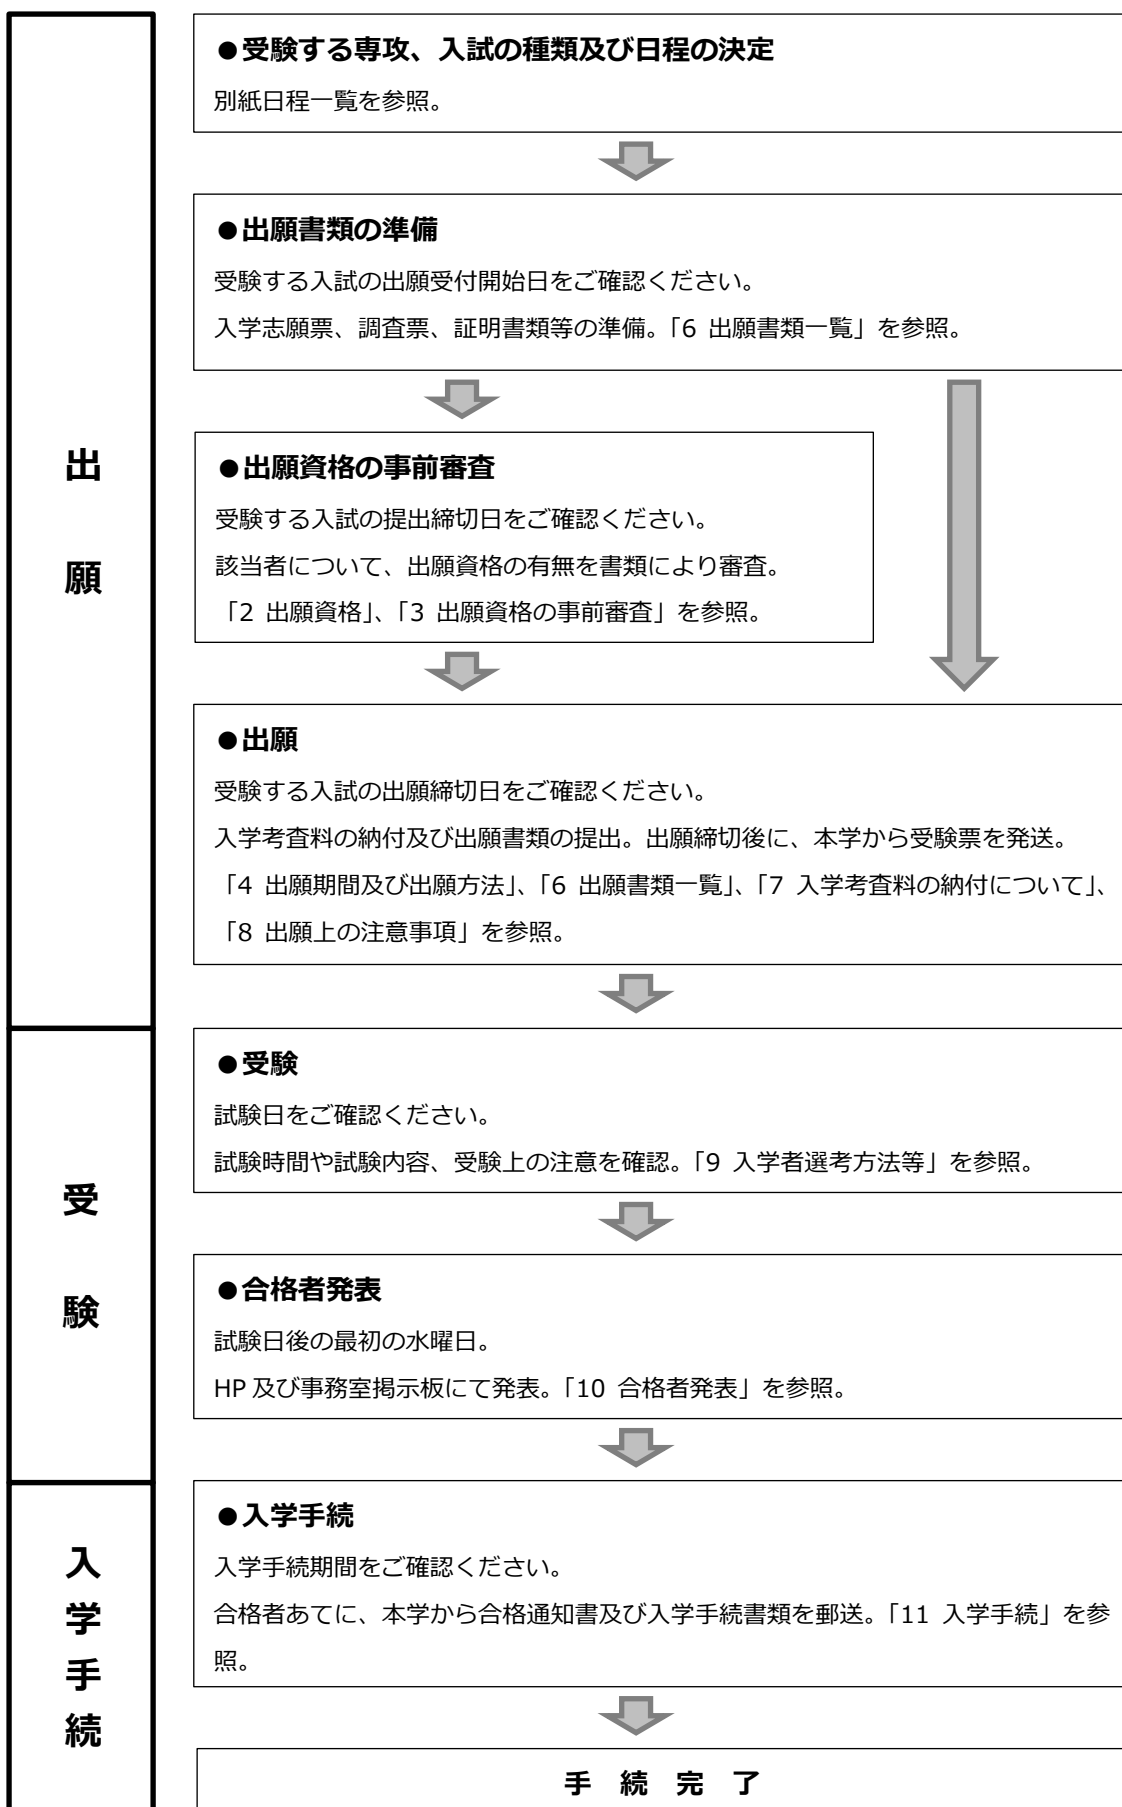 出願
●受験する専攻、入試の種類及び日程の決定
別紙日程一覧を参照。
●出願書類の準備
受験する入試の出願受付開始日をご確認ください。
入学志願票、調査票、証明書類等の準備。「6 出願書類一覧」を参照。
●出願資格の事前審査
受験する入試の提出締切日をご確認ください。
該当者について、出願資格の有無を書類により審査。
「2 出願資格」、「3 出願資格の事前審査」を参照。
●出願
受験する入試の出願締切日をご確認ください。
入学考査料の納付及び出願書類の提出。出願締切後に、本学から受験票を発送。
「4 出願期間及び出願方法」、「6 出願書類一覧」、「7 入学考査料の納付について」、
「8 出願上の注意事項」を参照。
受験
●受験
試験日をご確認ください。
試験時間や試験内容、受験上の注意を確認。「9 入学者選考方法等」を参照。
●合格者発表
試験日後の最初の水曜日。
HP 及び事務室掲示板にて発表。「10 合格者発表」を参照。
入学手続
●入学手続
入学手続期間をご確認ください。
合格者あてに、本学から合格通知書及び入学手続書類を郵送。「11 入学手続」を参
照。
手 続 完 了